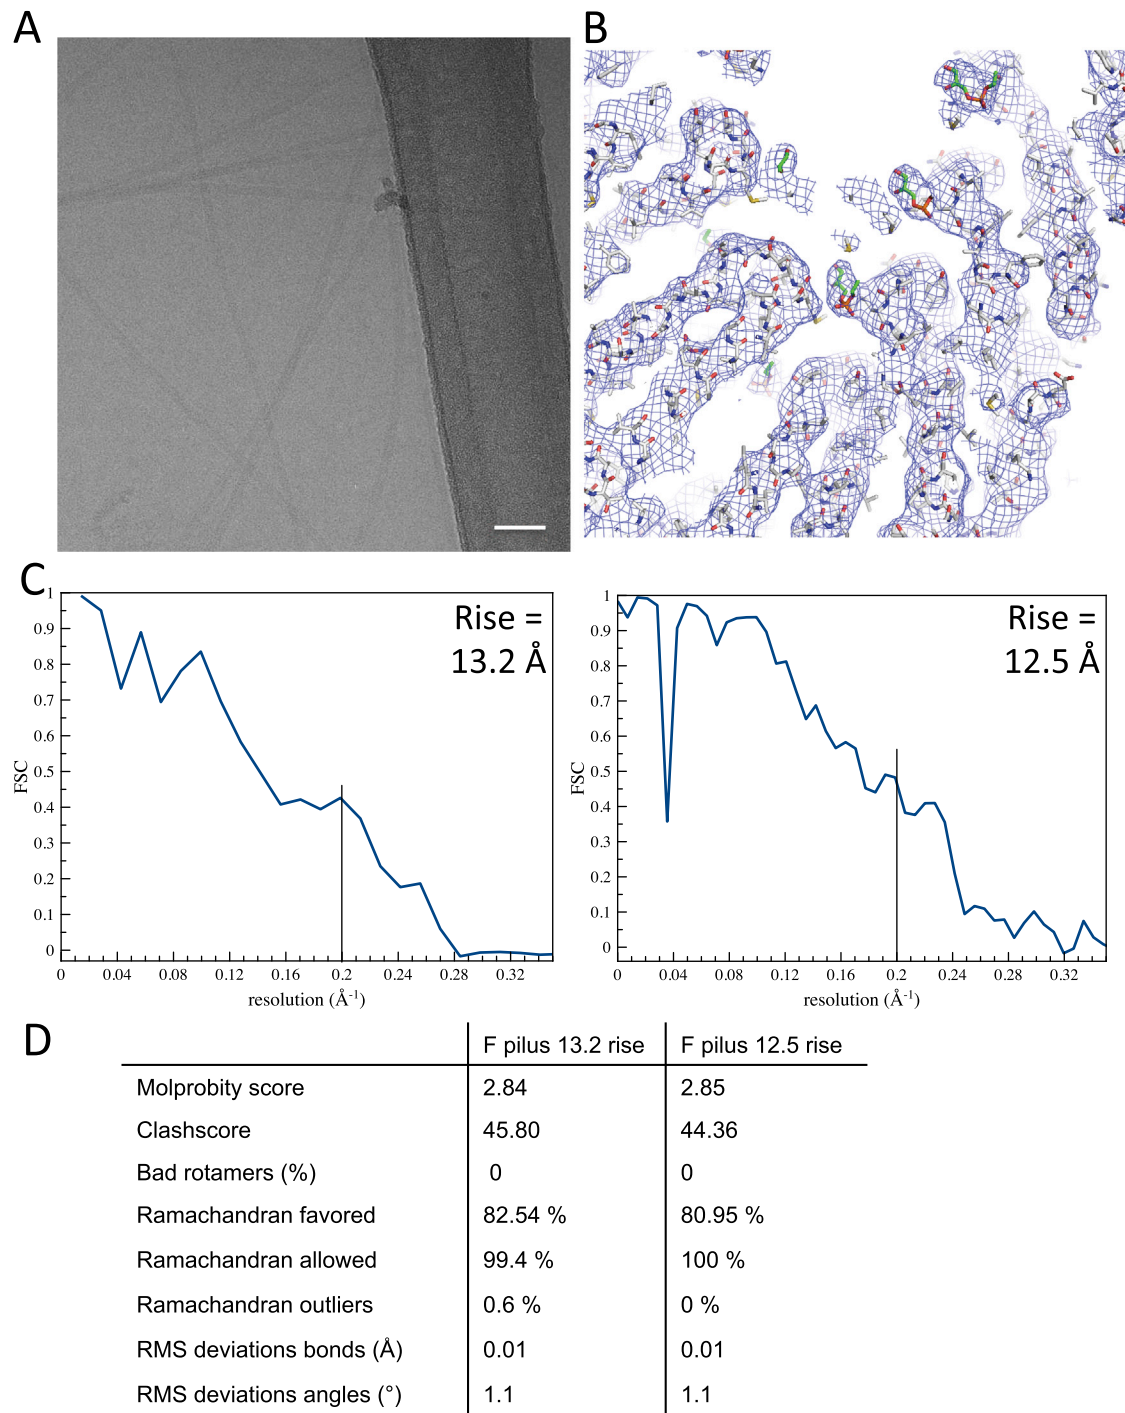 A
B
C
Rise =
13.2 Å
1
0.9
0.8
0.7
0.6
0.5
0.4
0.3
0.2
0.1
0
FSC
0 0.04 0.08 0.12 0.16 0.2 0.24 0.28 0.32
resolution (Å-1)
Rise =
12.5 Å
1
0.9
0.8
0.7
0.6
0.5
0.4
0.3
0.2
0.1
0
FSC
0 0.04 0.08 0.12 0.16 0.2 0.24 0.28 0.32
resolution (Å-1)
D
F pilus 13.2 rise F pilus 12.5 rise
Molprobity score 2.84 2.85
Clashscore 45.80 44.36
Bad rotamers (%) 0 0
Ramachandran favored 82.54 % 80.95 %
Ramachandran allowed 99.4 % 100 %
Ramachandran outliers 0.6 % 0 %
RMS deviations bonds (Å) 0.01 0.01
RMS deviations angles (°) 1.1 1.1